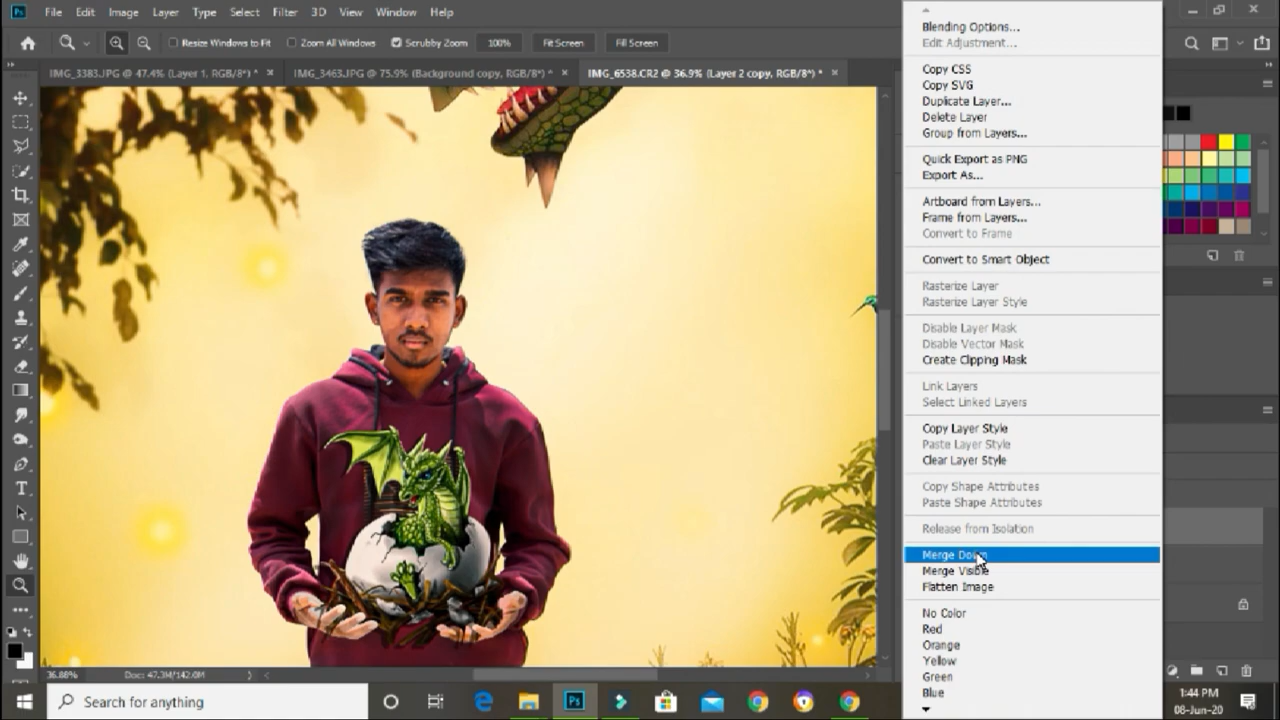 Ps File Edit Image Layer Type Select Filter 3D View Window Help
Resize Windows to Fit Zoom All Windows Scrubby Zoom 100% Fit Screen Fill Screen
IMG_3383.JPG @ 47.4% (Layer 1, RGB/8*) * × IMG_3463.JPG @ 75.9% (Background copy, RGB/8*) * × IMG_6538.CR2 @ 36.9% (Layer 2 copy, RGB/8*) * ×
Blending Options...
Edit Adjustment...
Copy CSS
Copy SVG
Duplicate Layer...
Delete Layer
Group from Layers...
Quick Export as PNG
Export As...
Artboard from Layers...
Frame from Layers...
Convert to Frame
Convert to Smart Object
Rasterize Layer
Rasterize Layer Style
Disable Layer Mask
Disable Vector Mask
Create Clipping Mask
Link Layers
Select Linked Layers
Copy Layer Style
Paste Layer Style
Clear Layer Style
Copy Shape Attributes
Paste Shape Attributes
Release from Isolation
Merge Down
Merge Visible
Flatten Image
No Color
Red
Orange
Yellow
Green
Blue
36.88% Doc: 47.3M/142.0M
Search for anything
Ps
1:44 PM
08-Jun-20